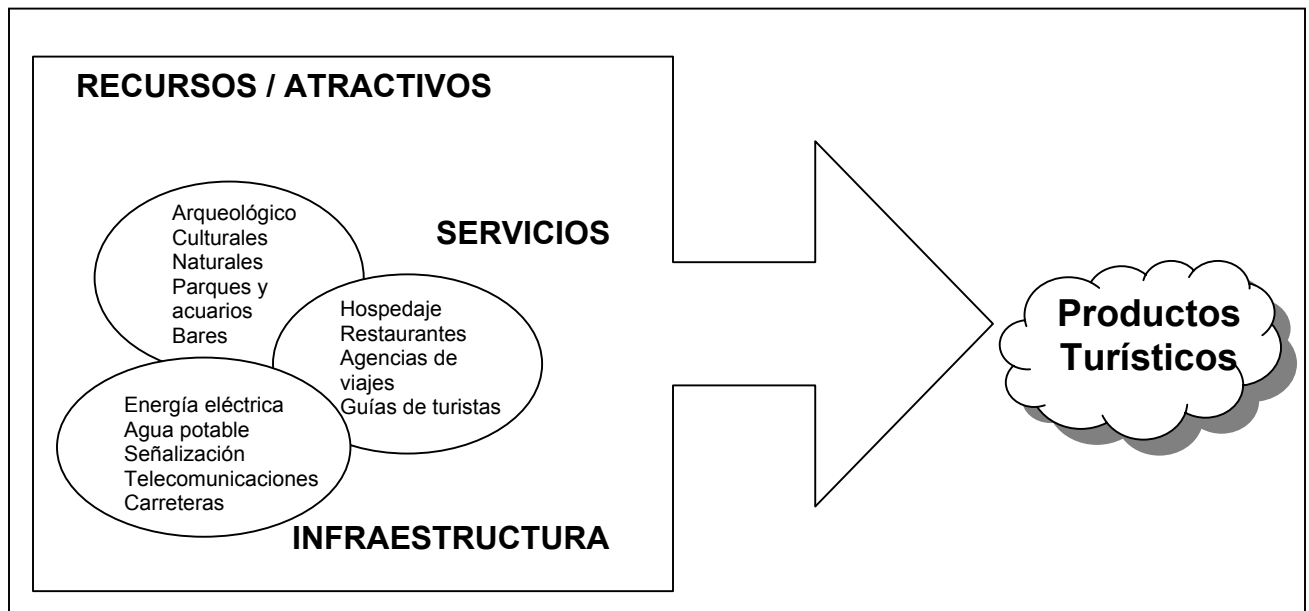 RECURSOS / ATRACTIVOS
Arqueológico
Culturales
Naturales
Parques y
acuarios
Bares
SERVICIOS
Hospedaje
Restaurantes
Agencias de
viajes
Guías de turistas
Energía eléctrica
Agua potable
Señalización
Telecomunicaciones
Carreteras
INFRAESTRUCTURA
Productos
Turísticos